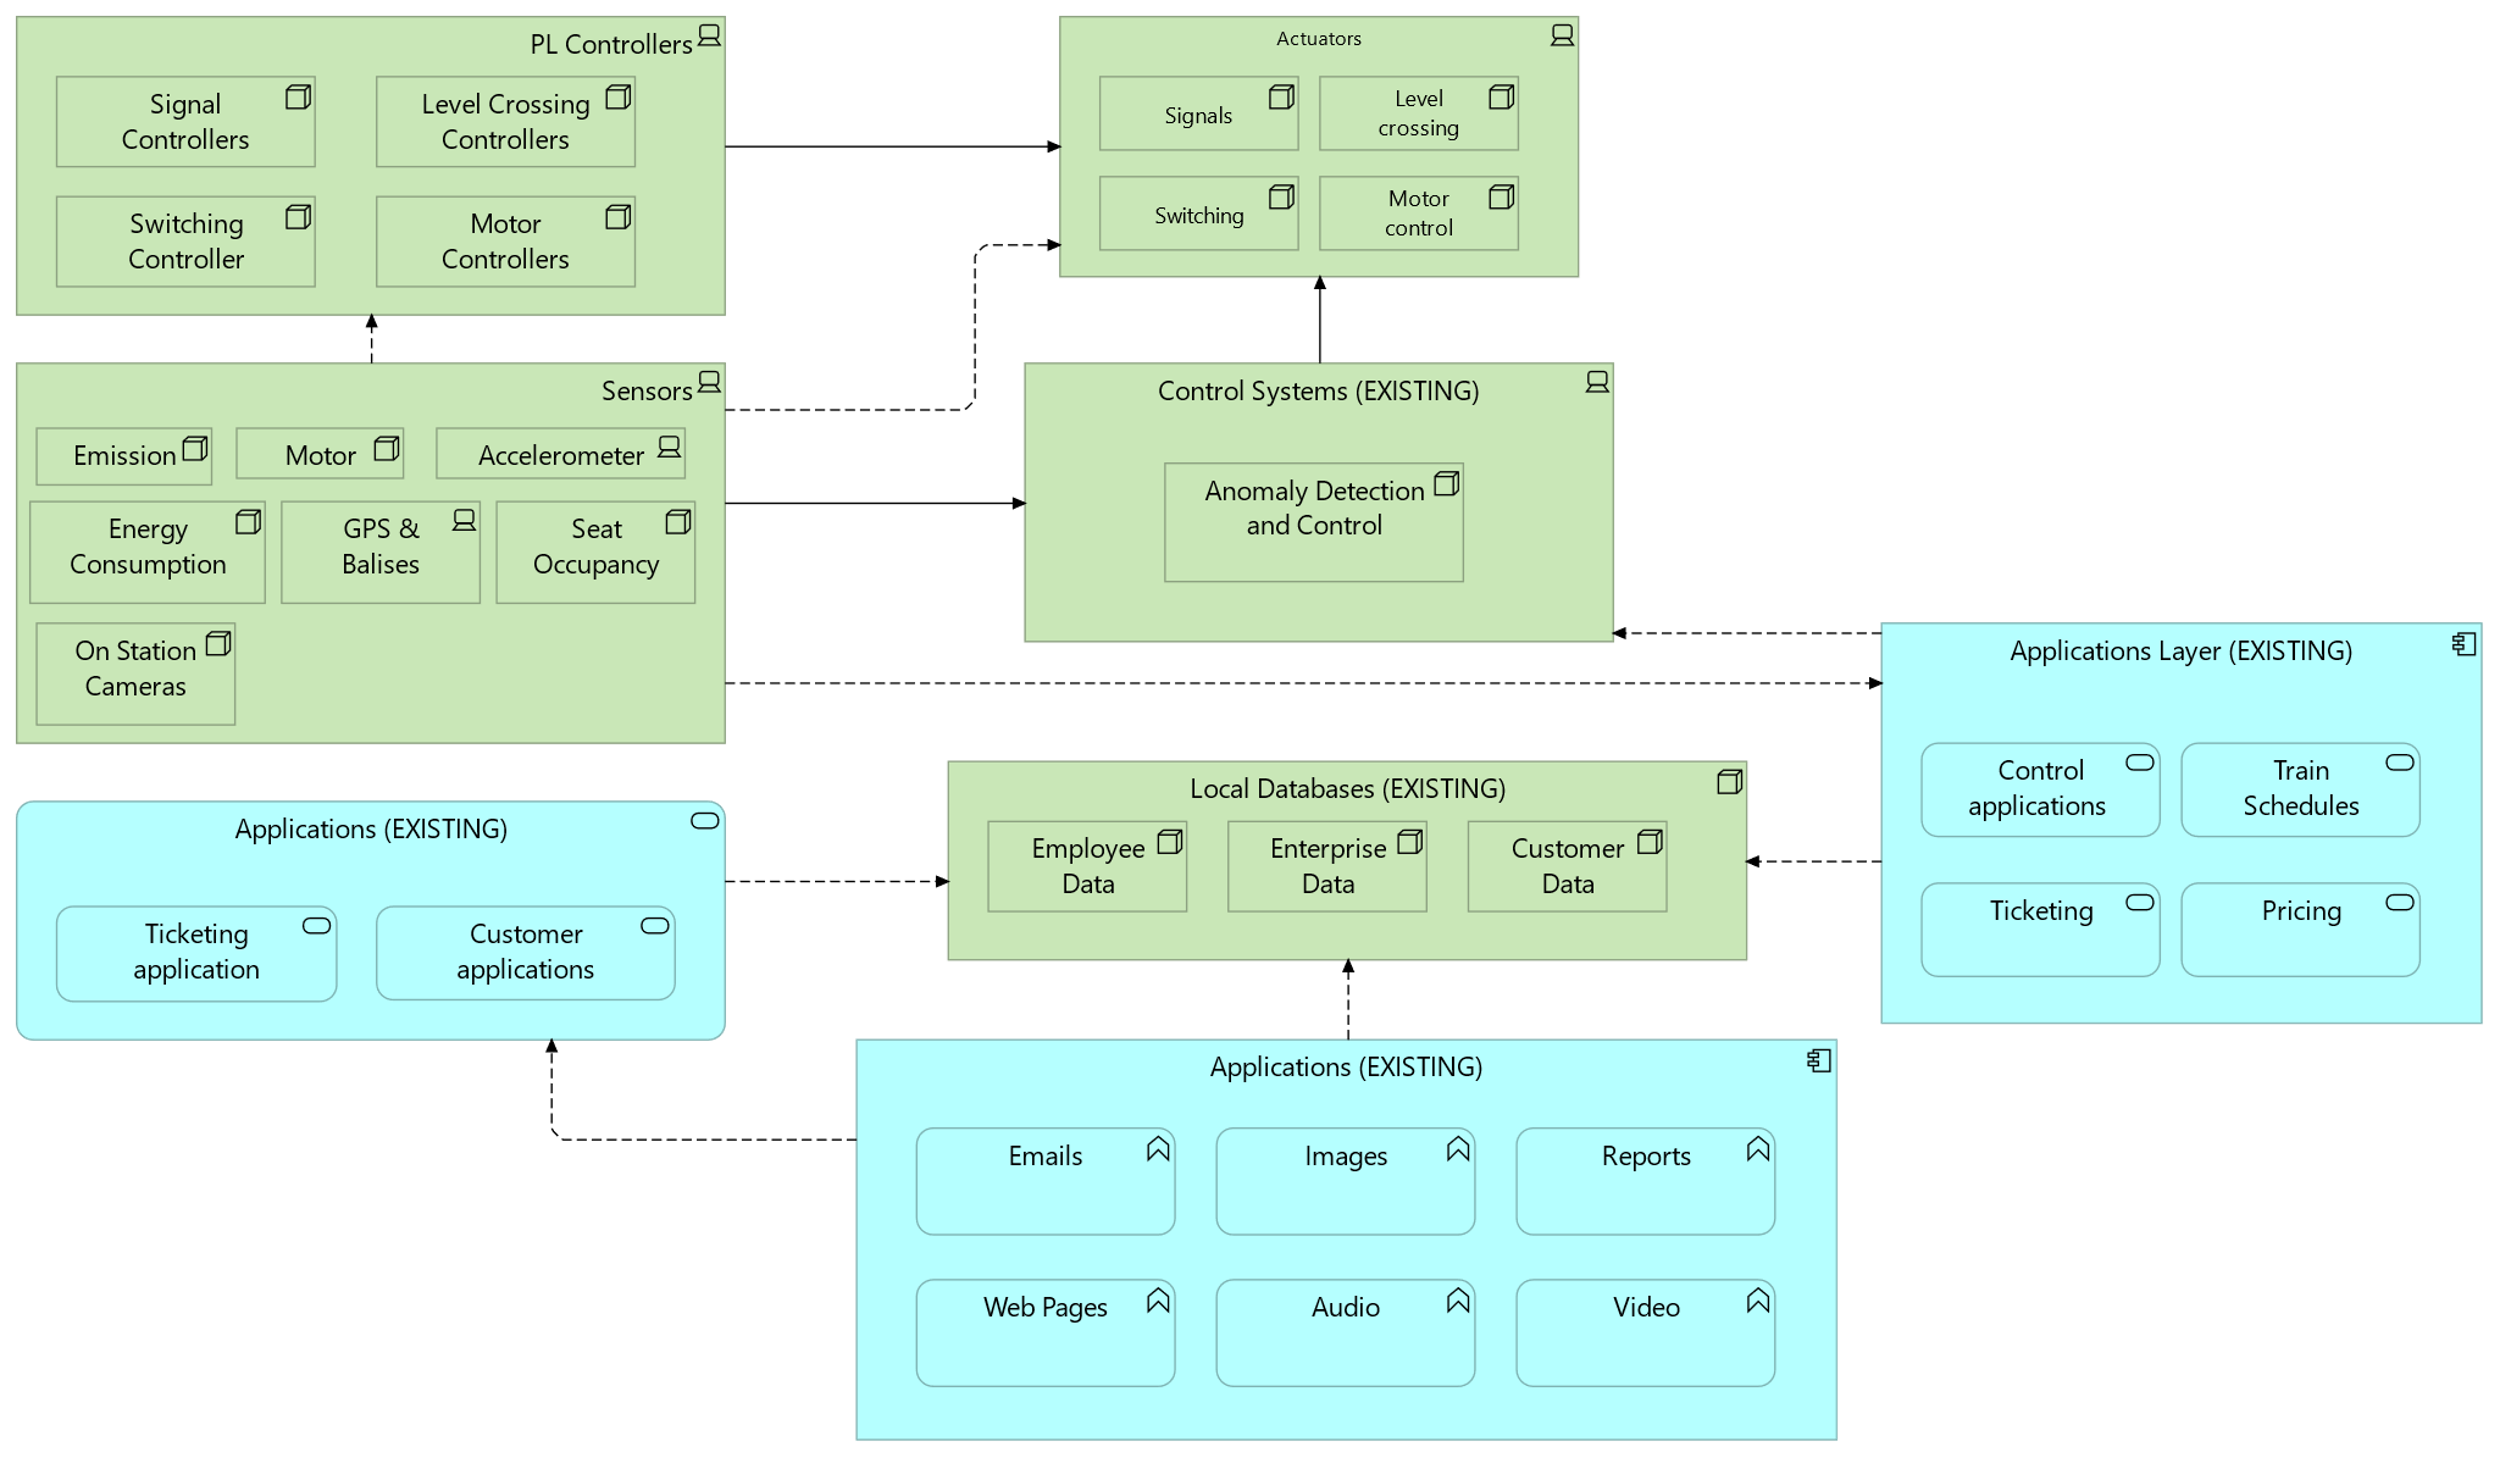 PL Controllers
Signal
Controllers
Level Crossing
Controllers
Switching
Controller
Motor
Controllers
Actuators
Signals
Level
crossing
Switching
Motor
control
Sensors
Emission
Motor
Accelerometer
Energy
Consumption
GPS &
Balises
Seat
Occupancy
On Station
Cameras
Control Systems (EXISTING)
Anomaly Detection
and Control
Applications Layer (EXISTING)
Control
applications
Train
Schedules
Ticketing
Pricing
Local Databases (EXISTING)
Employee
Data
Enterprise
Data
Customer
Data
Applications (EXISTING)
Ticketing
application
Customer
applications
Applications (EXISTING)
Emails
Images
Reports
Web Pages
Audio
Video